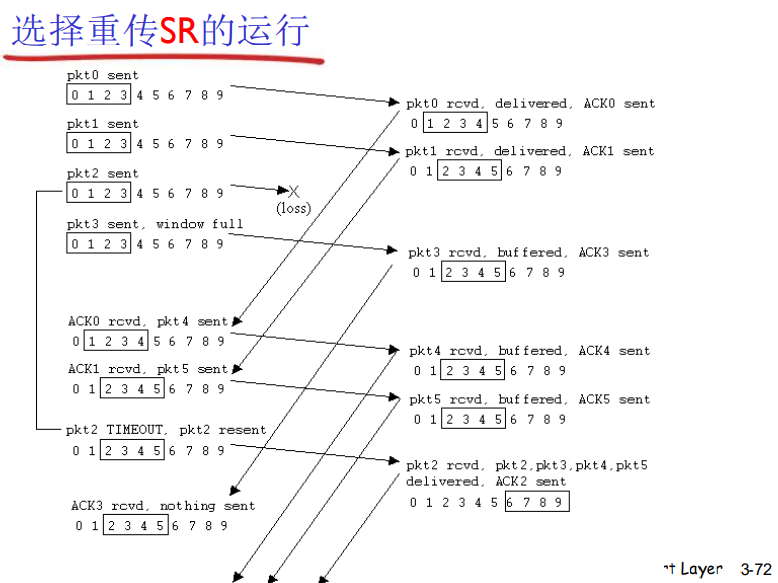 选择重传SR的运行
pkt0 sent
0 1 2 3 4 5 6 7 8 9
pkt1 sent
0 1 2 3 4 5 6 7 8 9
pkt2 sent
0 1 2 3 4 5 6 7 8 9
X
(loss)
pkt3 sent, window full
0 1 2 3 4 5 6 7 8 9
ACK0 rcvd, pkt4 sent
0 1 2 3 4 5 6 7 8 9
ACK1 rcvd, pkt5 sent
0 1 2 3 4 5 6 7 8 9
pkt2 TIMEOUT, pkt2 resent
0 1 2 3 4 5 6 7 8 9
ACK3 rcvd, nothing sent
0 1 2 3 4 5 6 7 8 9
pkt0 rcvd, delivered, ACK0 sent
0 1 2 3 4 5 6 7 8 9
pkt1 rcvd, delivered, ACK1 sent
0 1 2 3 4 5 6 7 8 9
pkt3 rcvd, buffered, ACK3 sent
0 1 2 3 4 5 6 7 8 9
pkt4 rcvd, buffered, ACK4 sent
0 1 2 3 4 5 6 7 8 9
pkt5 rcvd, buffered, ACK5 sent
0 1 2 3 4 5 6 7 8 9
pkt2 rcvd, pkt2,pkt3,pkt4,pkt5
delivered, ACK2 sent
0 1 2 3 4 5 6 7 8 9
Layer 3-72